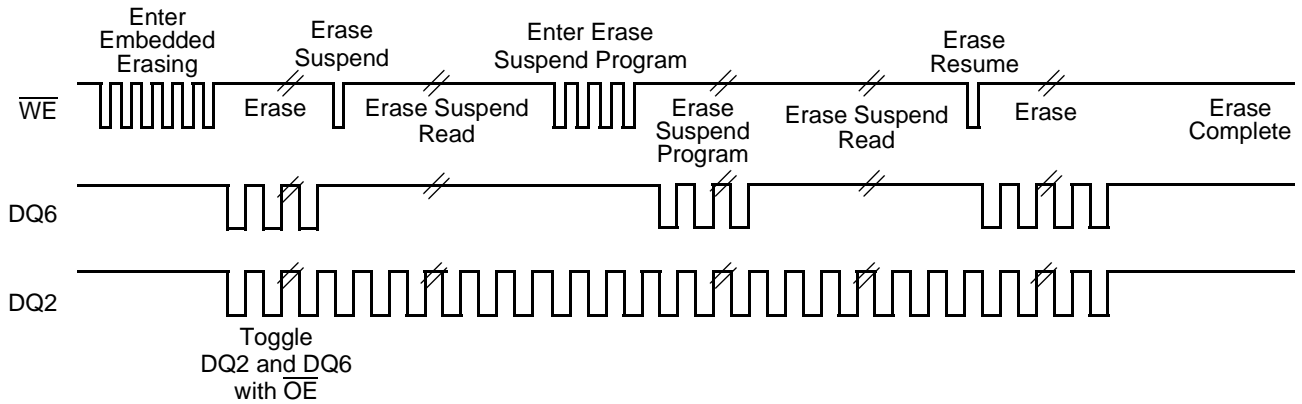 Enter
Embedded
Erasing
Erase
Suspend
Enter Erase
Suspend Program
Erase
Resume
WE
Erase
Erase Suspend
Read
Erase
Suspend
Program
Erase Suspend
Read
Erase
Erase
Complete
DQ6
DQ2
Toggle
DQ2 and DQ6
with OE